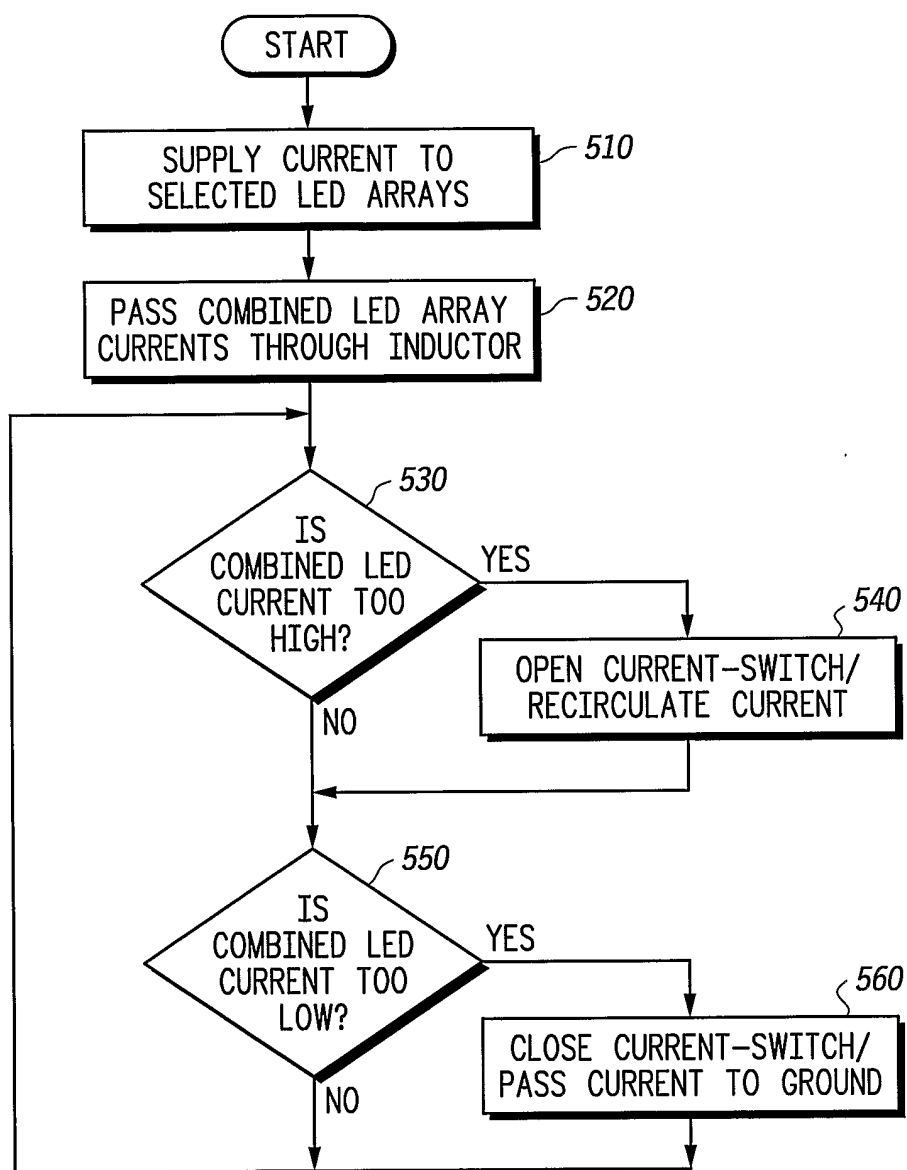 START
SUPPLY CURRENT TO
SELECTED LED ARRAYS
510
PASS COMBINED LED ARRAY
CURRENTS THROUGH INDUCTOR
520
530
IS
COMBINED LED
CURRENT TOO
HIGH?
YES
NO
540
OPEN CURRENT-SWITCH/
RECIRCULATE CURRENT
550
IS
COMBINED LED
CURRENT TOO
LOW?
YES
NO
560
CLOSE CURRENT-SWITCH/
PASS CURRENT TO GROUND